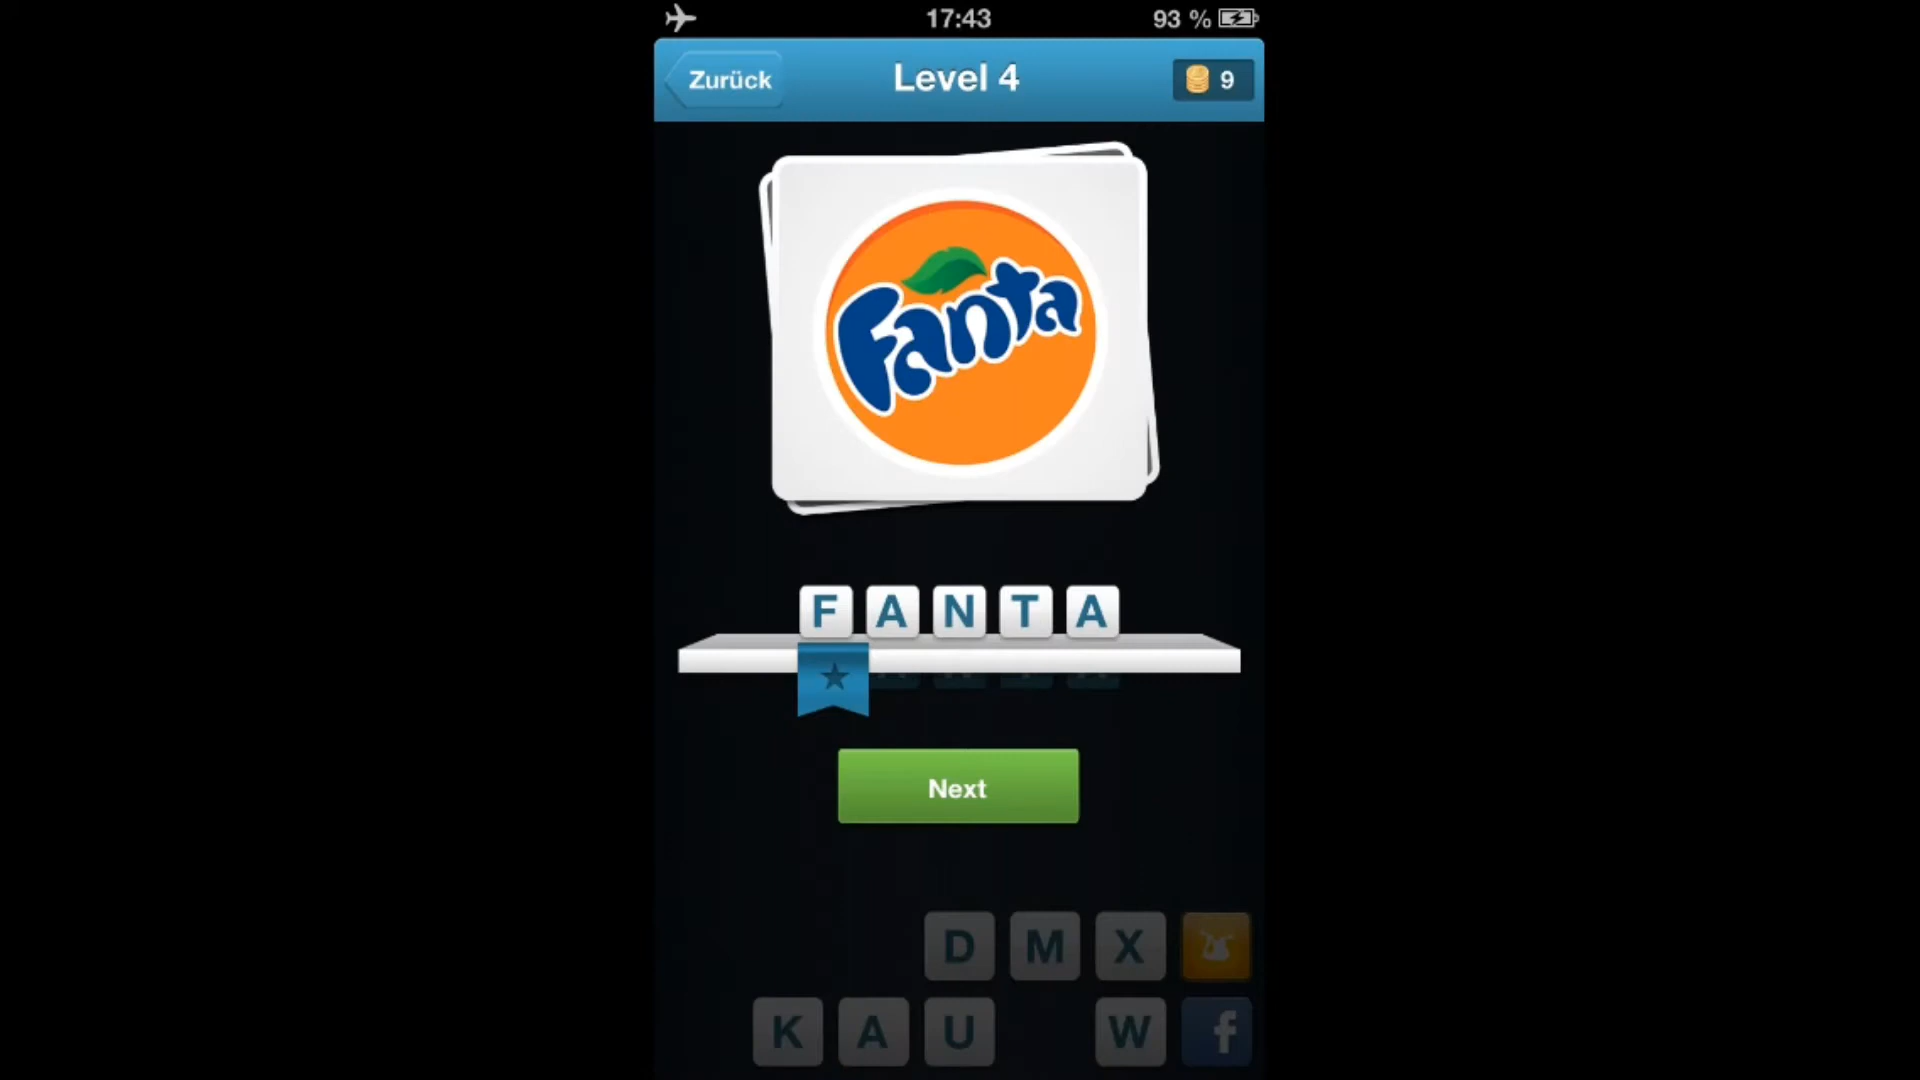 17:43
93 %
Zurück
Level 4
9
Fanta
F A N T A
Next
D M X
K A U W f